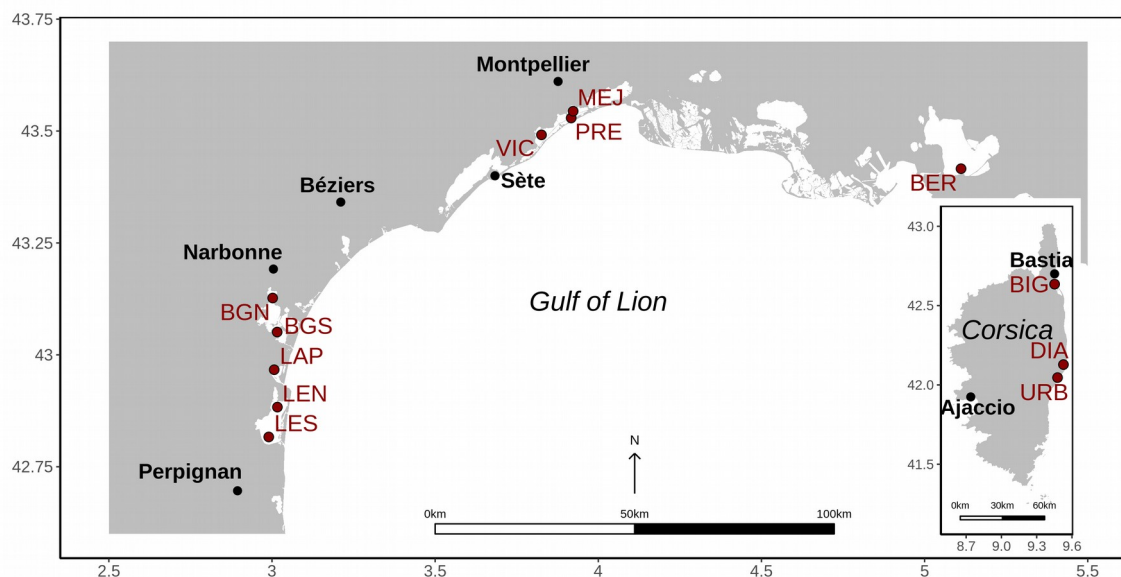 43.75
43.5
43.25
43
42.75
2.5
3
3.5
4
4.5
5
5.5
Montpellier
MEJ
PRE
VIC
Sète
BER
Béziers
Narbonne
BGN
BGS
LAP
LEN
LES
Perpignan
Gulf of Lion
N
0km
50km
100km
43.0
42.5
42.0
41.5
Bastia
BIG
Corsica
DIA
URB
Ajaccio
0km
30km
60km
8.7
9.0
9.3
9.6